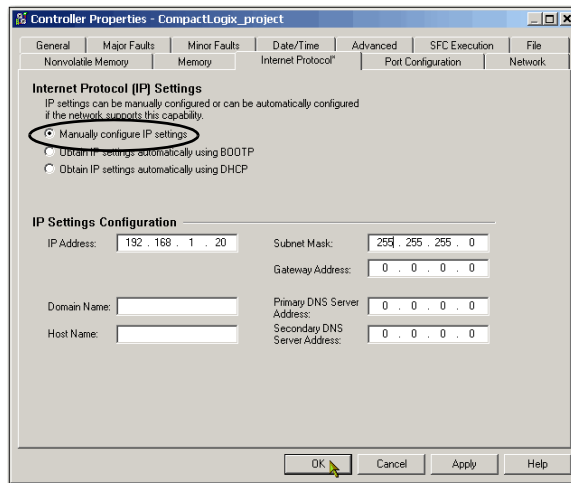 Controller Properties - CompactLogix_project
General Major Faults Minor Faults Date/Time Advanced SFC Execution File
Nonvolatile Memory Memory Internet Protocol* Port Configuration Network
Internet Protocol (IP) Settings
IP settings can be manually configured or can be automatically configured
if the network supports this capability.
Manually configure IP settings
Obtain IP settings automatically using BOOTP
Obtain IP settings automatically using DHCP
IP Settings Configuration
IP Address: 192 . 168 . 1 . 20 Subnet Mask: 255 . 255 . 255 . 0
Gateway Address: 0 . 0 . 0 . 0
Domain Name: Primary DNS Server
Address: 0 . 0 . 0 . 0
Host Name: Secondary DNS
Server Address: 0 . 0 . 0 . 0
OK Cancel Apply Help